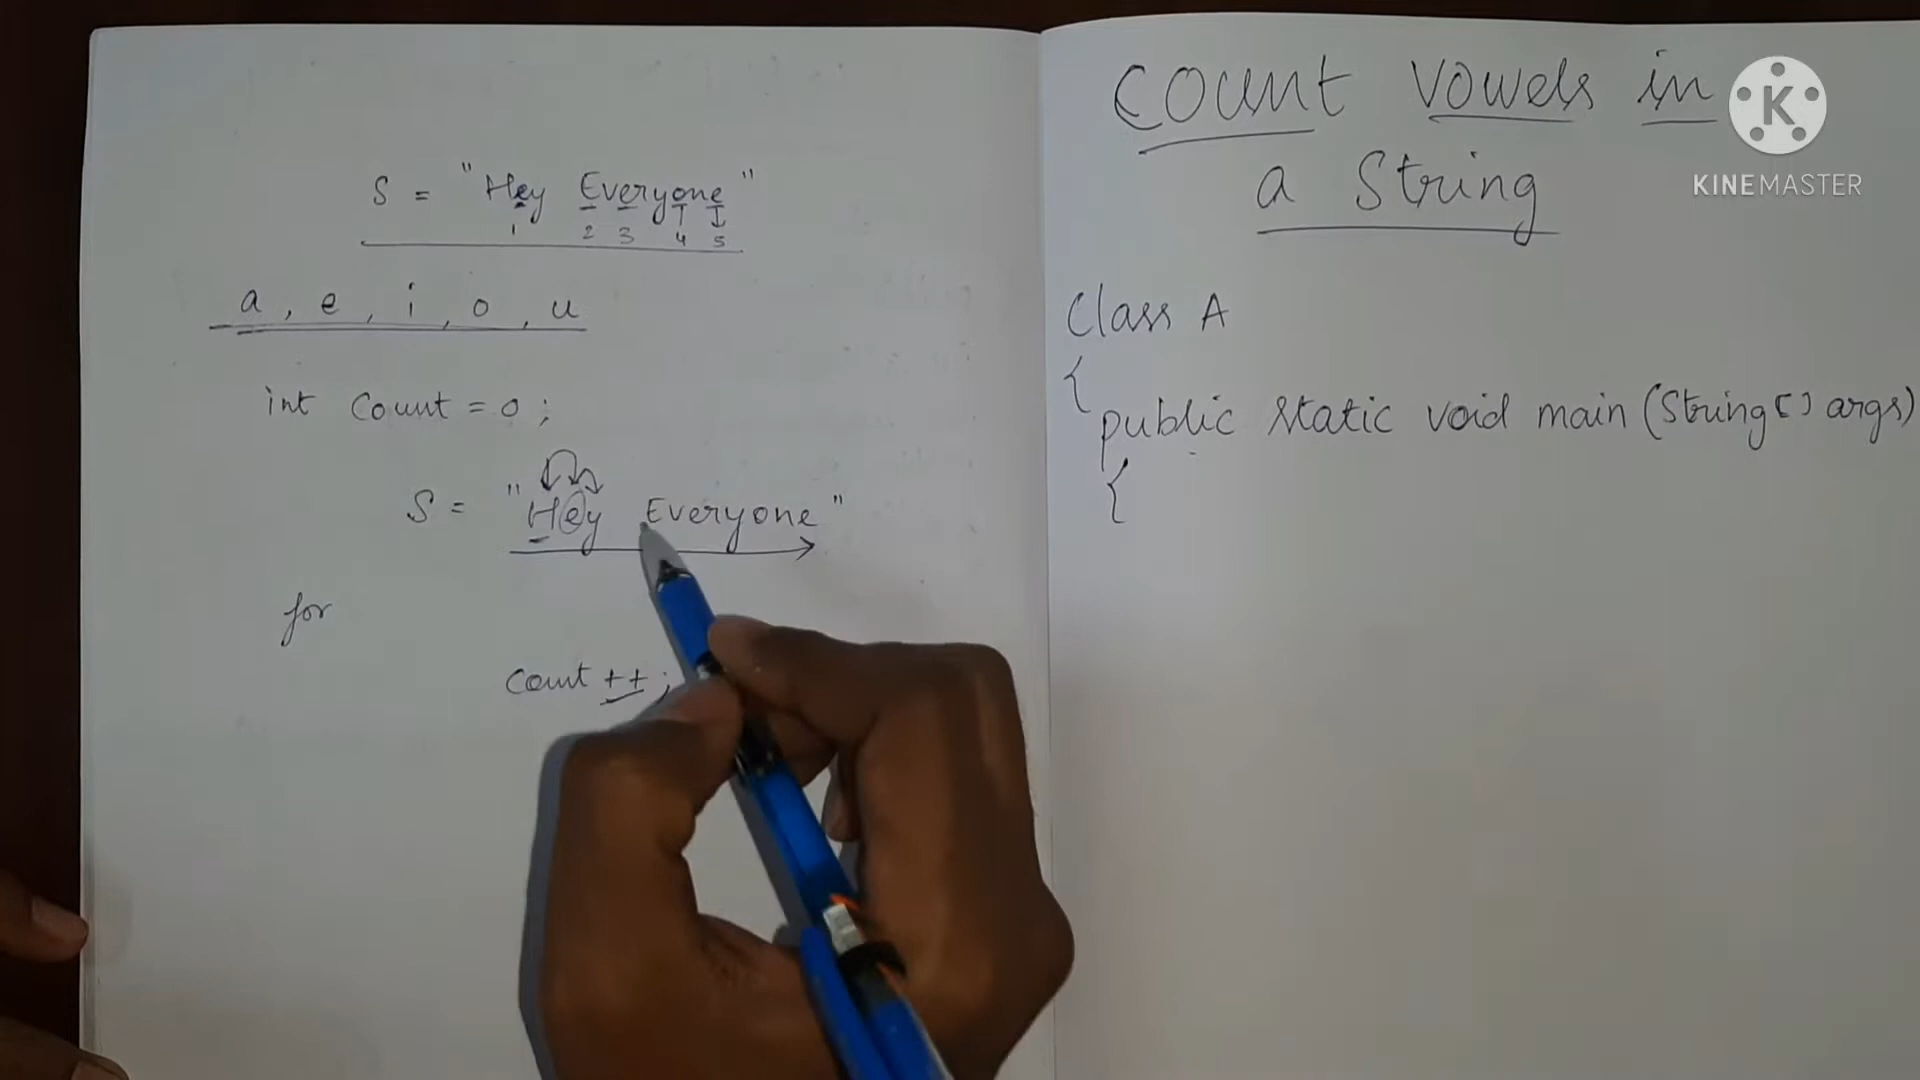 S = "Hey Everyone"
1 2 3 4 5
a, e, i, o, u
int Count = 0;
S = "Hey Everyone"
for
Count ++;
Count Vowels in
a String
Class A
{
public static void main (String [] args)
{
K
KINEMASTER